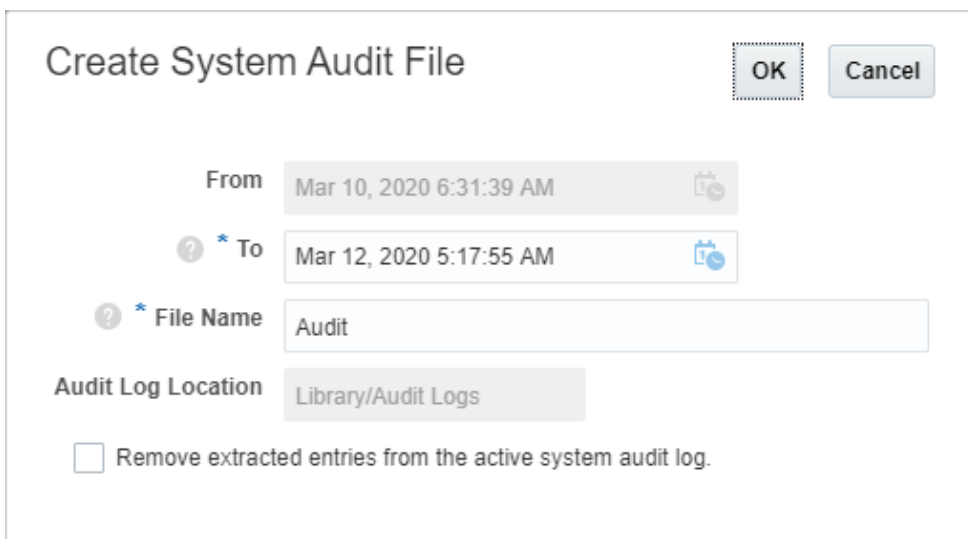 Create System Audit File
OK
Cancel
From
Mar 10, 2020 6:31:39 AM
? * To
Mar 12, 2020 5:17:55 AM
? * File Name
Audit
Audit Log Location
Library/Audit Logs
Remove extracted entries from the active system audit log.